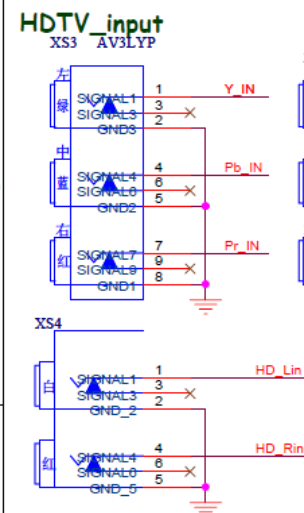 HDTV_input
XS3 AV3LYP
左
绿
SIGNAL1 1 Y_IN
SIGNAL3 3
GND3 2
中
蓝
SIGNAL4 4 Pb_IN
SIGNAL6 6
GND2 5
右
红
SIGNAL7 7 Pr_IN
SIGNAL9 9
GND1 8
XS4
白
SIGNAL1 1 HD_Lin
SIGNAL3 3
GND_2 2
红
SIGNAL4 4 HD_Rin
SIGNAL6 6
GND_5 5